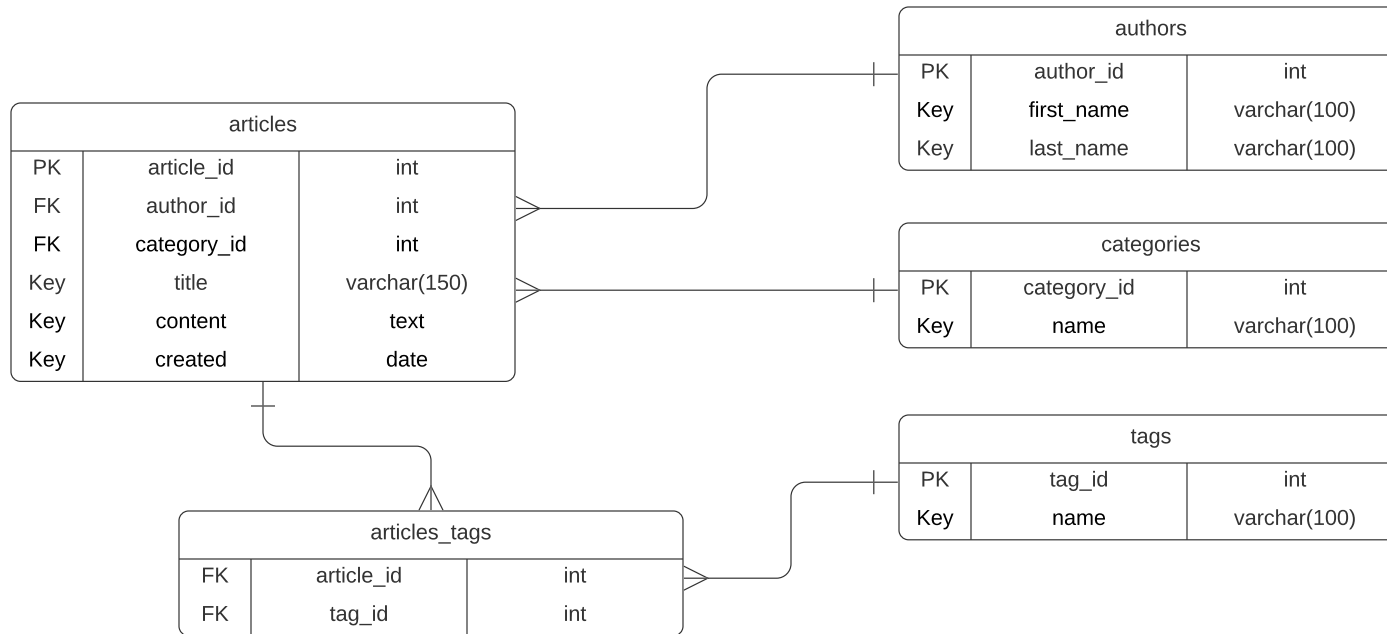 articles
PK article_id int
FK author_id int
FK category_id int
Key title varchar(150)
Key content text
Key created date
authors
PK author_id int
Key first_name varchar(100)
Key last_name varchar(100)
categories
PK category_id int
Key name varchar(100)
tags
PK tag_id int
Key name varchar(100)
articles_tags
FK article_id int
FK tag_id int